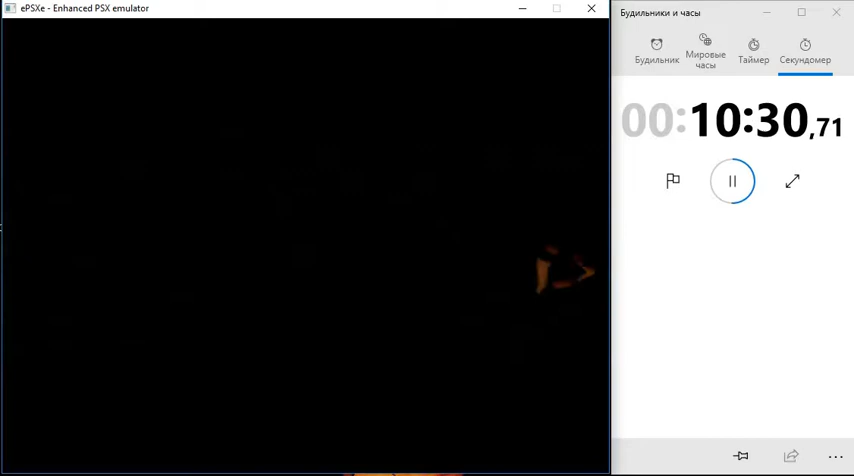 ePSXe - Enhanced PSX emulator
Будильники и часы
Будильник
Мировые часы
Таймер
Секундомер
00:10:30,71